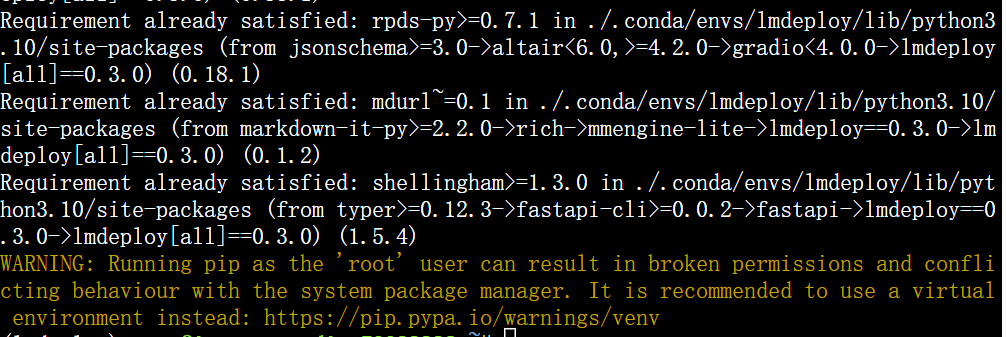 Requirement already satisfied: rpds-py>=0.7.1 in ./.conda/envs/lmdeploy/lib/python3
.10/site-packages (from jsonschema>=3.0->altair<6.0,>=4.2.0->gradio<4.0.0->lmdeploy
[all]==0.3.0) (0.18.1)
Requirement already satisfied: mdurl~=0.1 in ./.conda/envs/lmdeploy/lib/python3.10/
site-packages (from markdown-it-py>=2.2.0->rich->mmengine-lite->lmdeploy==0.3.0->lm
deploy[all]==0.3.0) (0.1.2)
Requirement already satisfied: shellingham>=1.3.0 in ./.conda/envs/lmdeploy/lib/pyt
hon3.10/site-packages (from typer>=0.12.3->fastapi-cli>=0.0.2->fastapi->lmdeploy==0
.3.0->lmdeploy[all]==0.3.0) (1.5.4)
WARNING: Running pip as the 'root' user can result in broken permissions and confli
cting behaviour with the system package manager. It is recommended to use a virtual
 environment instead: https://pip.pypa.io/warnings/venv